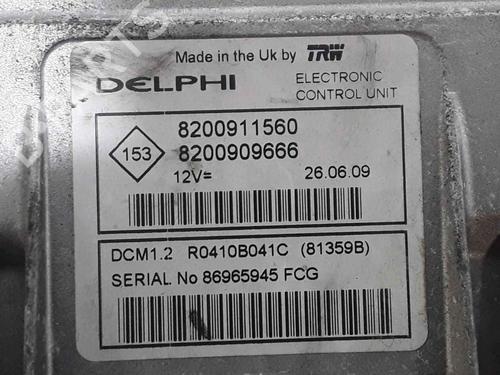 Made in the Uk by TRW
DELPHI
ELECTRONIC
CONTROL UNIT
153
8200911560
8200909666
12V=
26.06.09
DCM1.2 R0410B041C (81359B)
SERIAL No 86965945 FCG